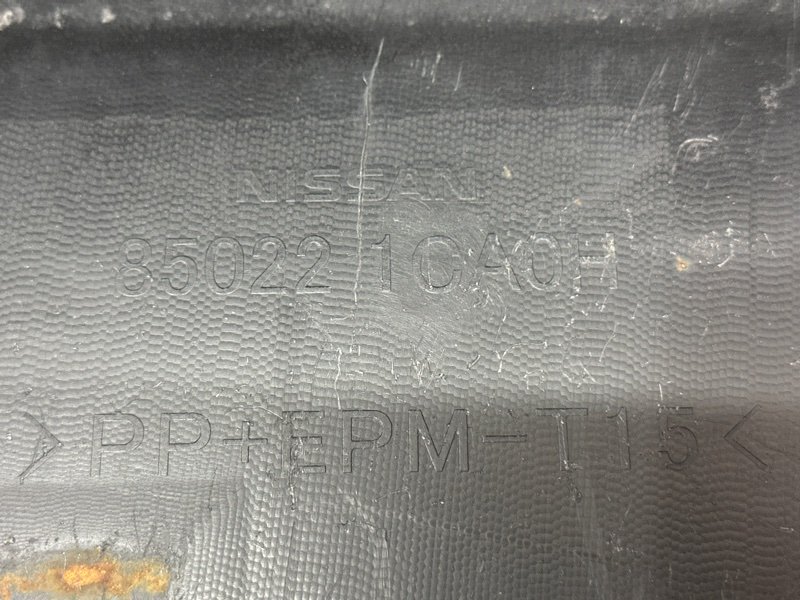 NISSAN
85022 1CA0H
>PP+EPM-T15<